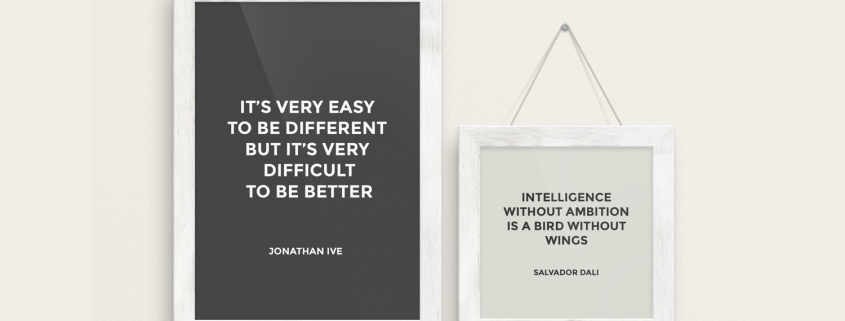 IT'S VERY EASY
TO BE DIFFERENT
BUT IT'S VERY
DIFFICULT
TO BE BETTER
JONATHAN IVE
INTELLIGENCE
WITHOUT AMBITION
IS A BIRD WITHOUT
WINGS
SALVADOR DALI